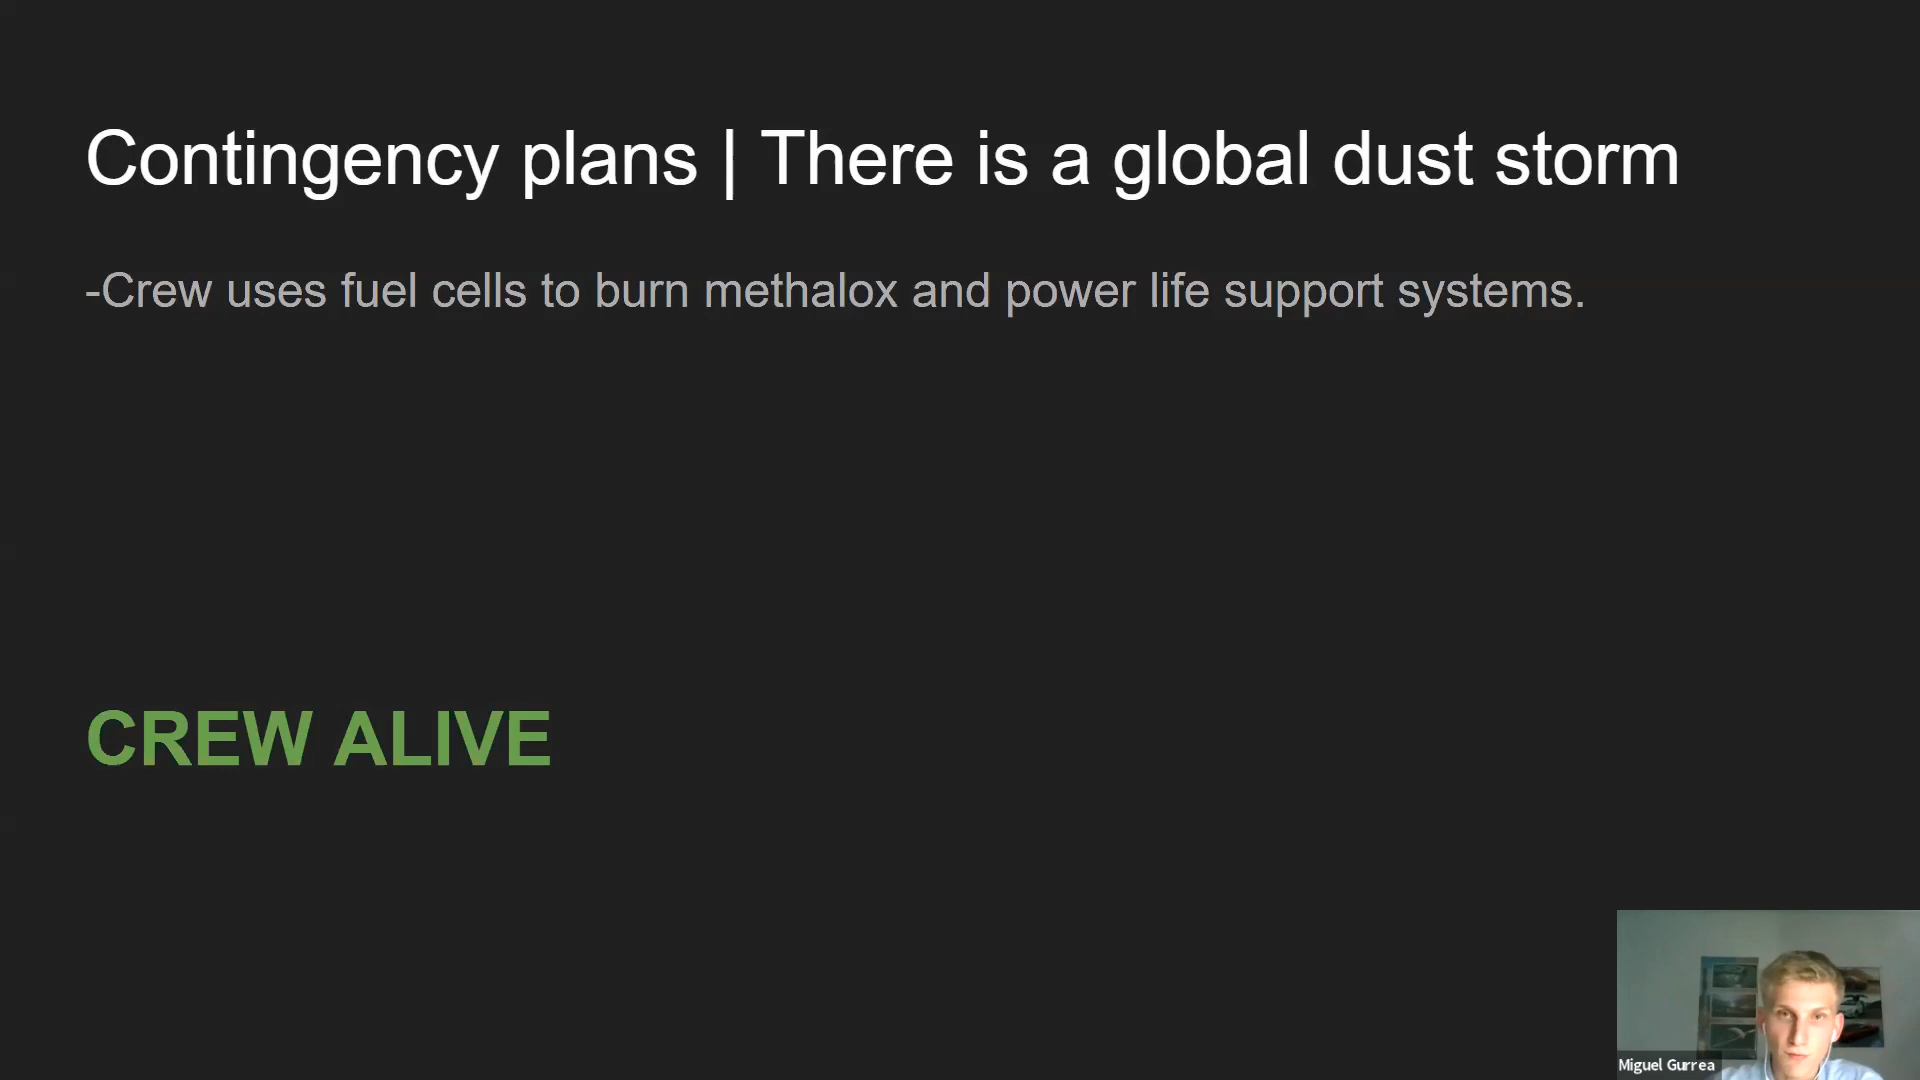 Contingency plans | There is a global dust storm
-Crew uses fuel cells to burn methalox and power life support systems.
CREW ALIVE
Miguel Gurrea